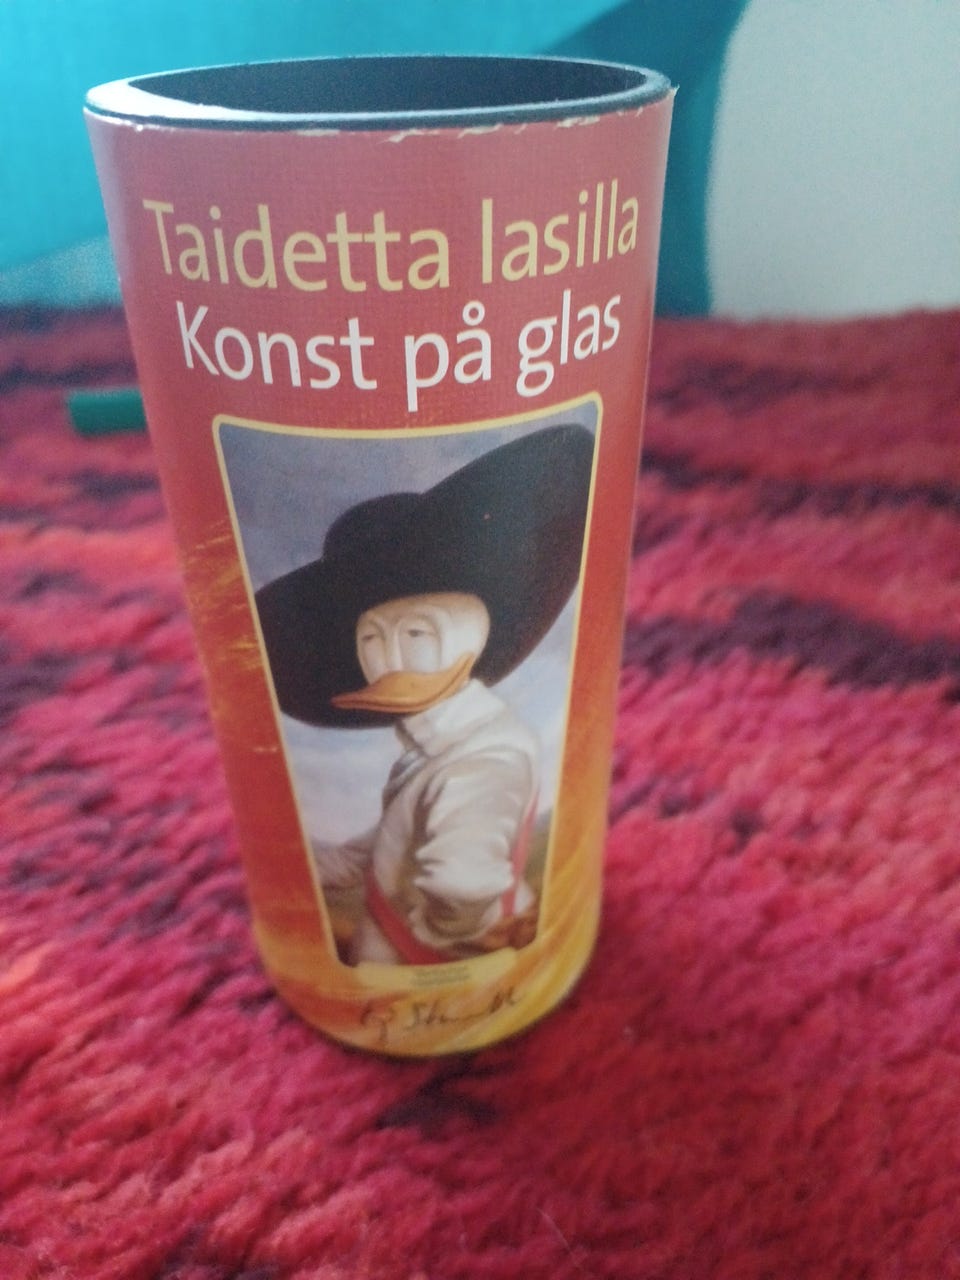 Taidetta lasilla
Konst på glas